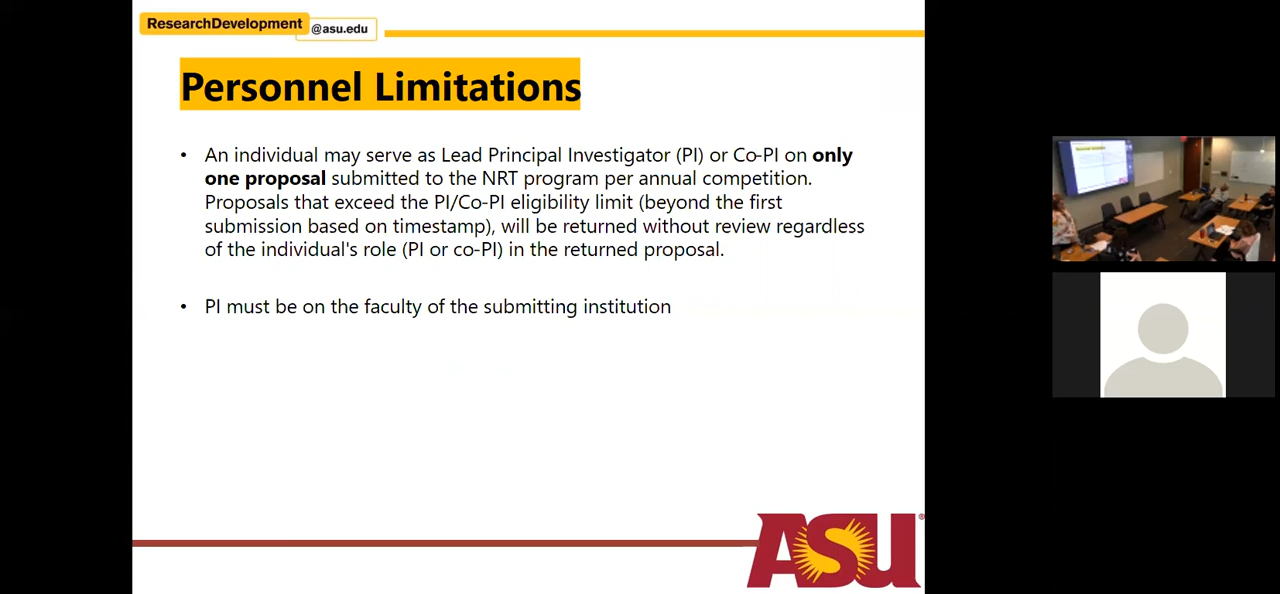 ResearchDevelopment
@asu.edu
Personnel Limitations
• An individual may serve as Lead Principal Investigator (PI) or Co-PI on only
one proposal submitted to the NRT program per annual competition.
Proposals that exceed the PI/Co-PI eligibility limit (beyond the first
submission based on timestamp), will be returned without review regardless
of the individual's role (PI or co-PI) in the returned proposal.
• PI must be on the faculty of the submitting institution
ASU®